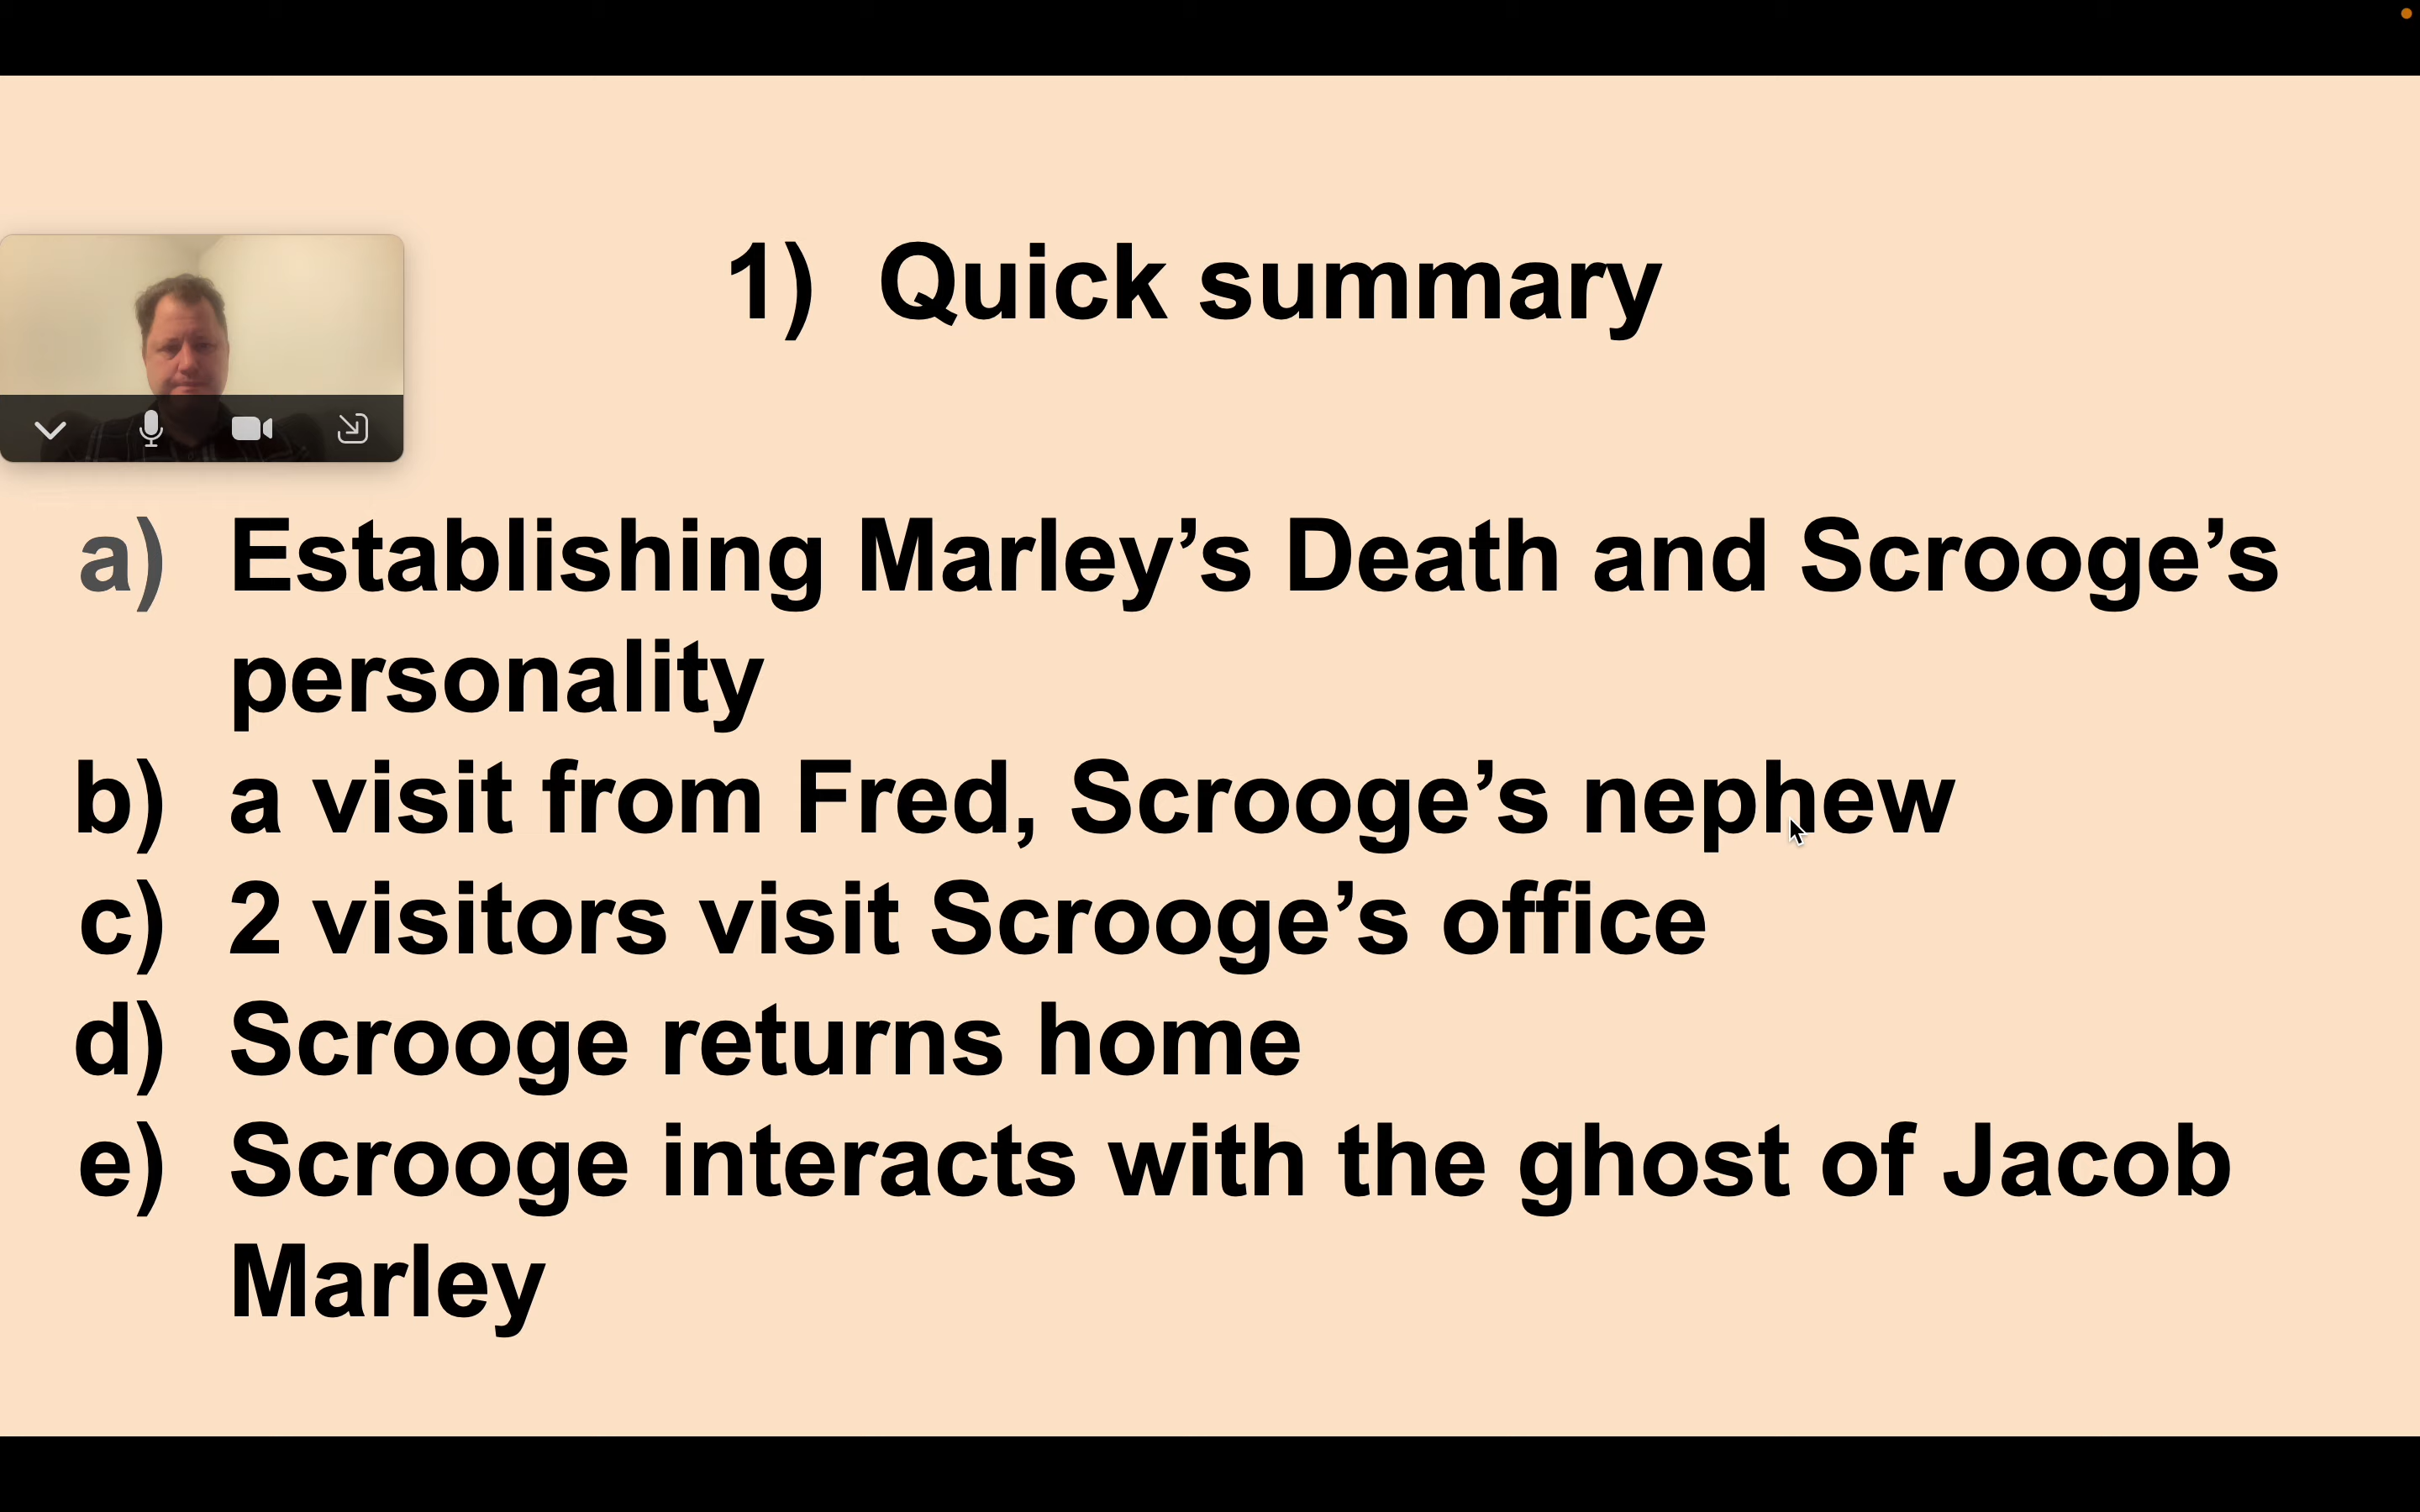 1) Quick summary
a) Establishing Marley’s Death and Scrooge’s
personality
b) a visit from Fred, Scrooge’s nephew
c) 2 visitors visit Scrooge’s office
d) Scrooge returns home
e) Scrooge interacts with the ghost of Jacob
Marley